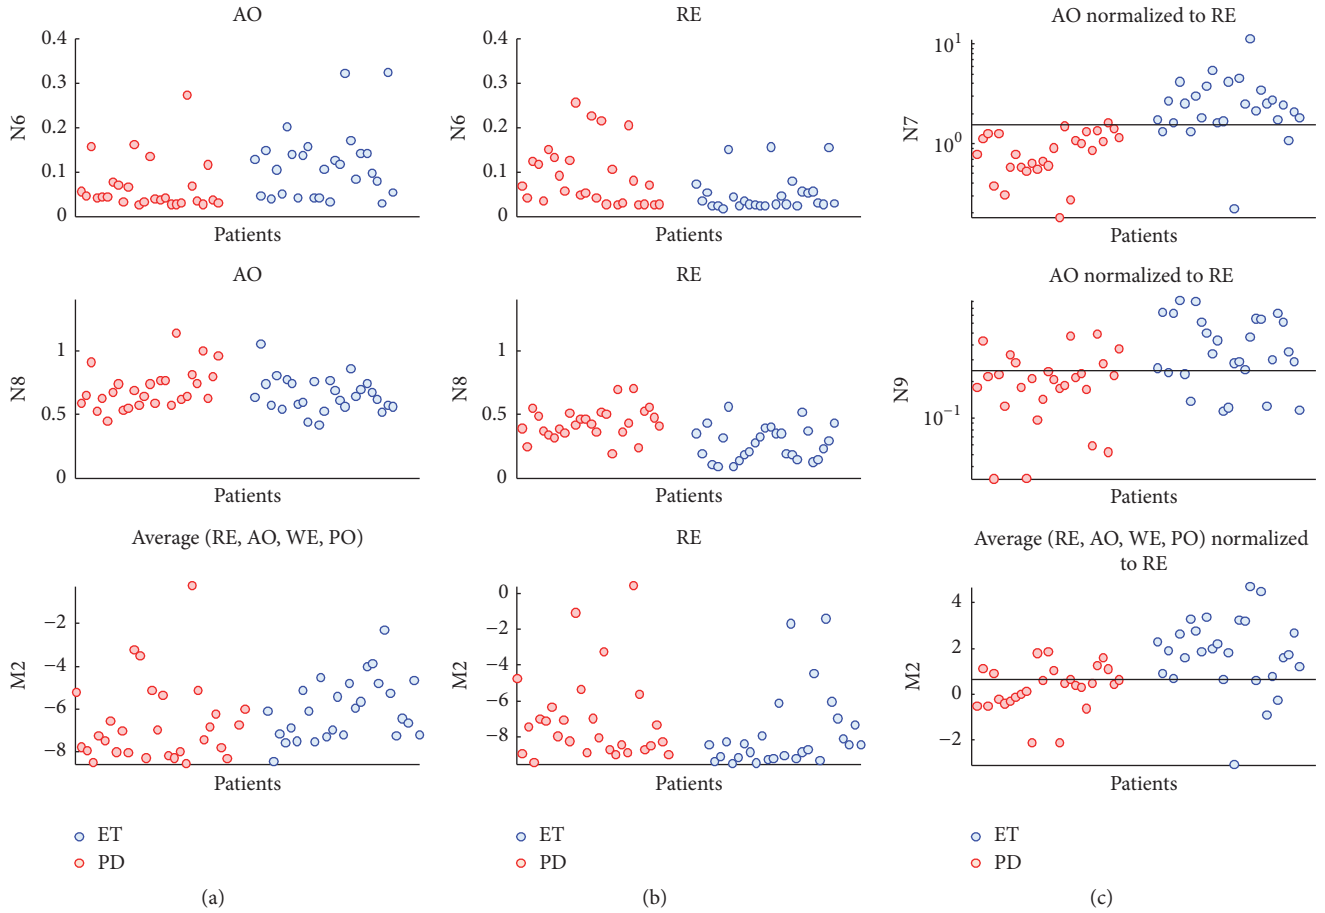 AO
0.4
0.3
0.2
0.1
0
N6
Patients
RE
0.4
0.3
0.2
0.1
0
N6
Patients
AO normalized to RE
10^1
10^0
N7
Patients
AO
1
0.5
0
N8
Patients
RE
1
0.5
0
N8
Patients
AO normalized to RE
10^−1
N9
Patients
Average (RE, AO, WE, PO)
−2
−4
−6
−8
M2
Patients
RE
0
−2
−4
−6
−8
M2
Patients
Average (RE, AO, WE, PO) normalized
to RE
4
2
0
−2
M2
Patients
ET
PD
(a)
ET
PD
(b)
ET
PD
(c)